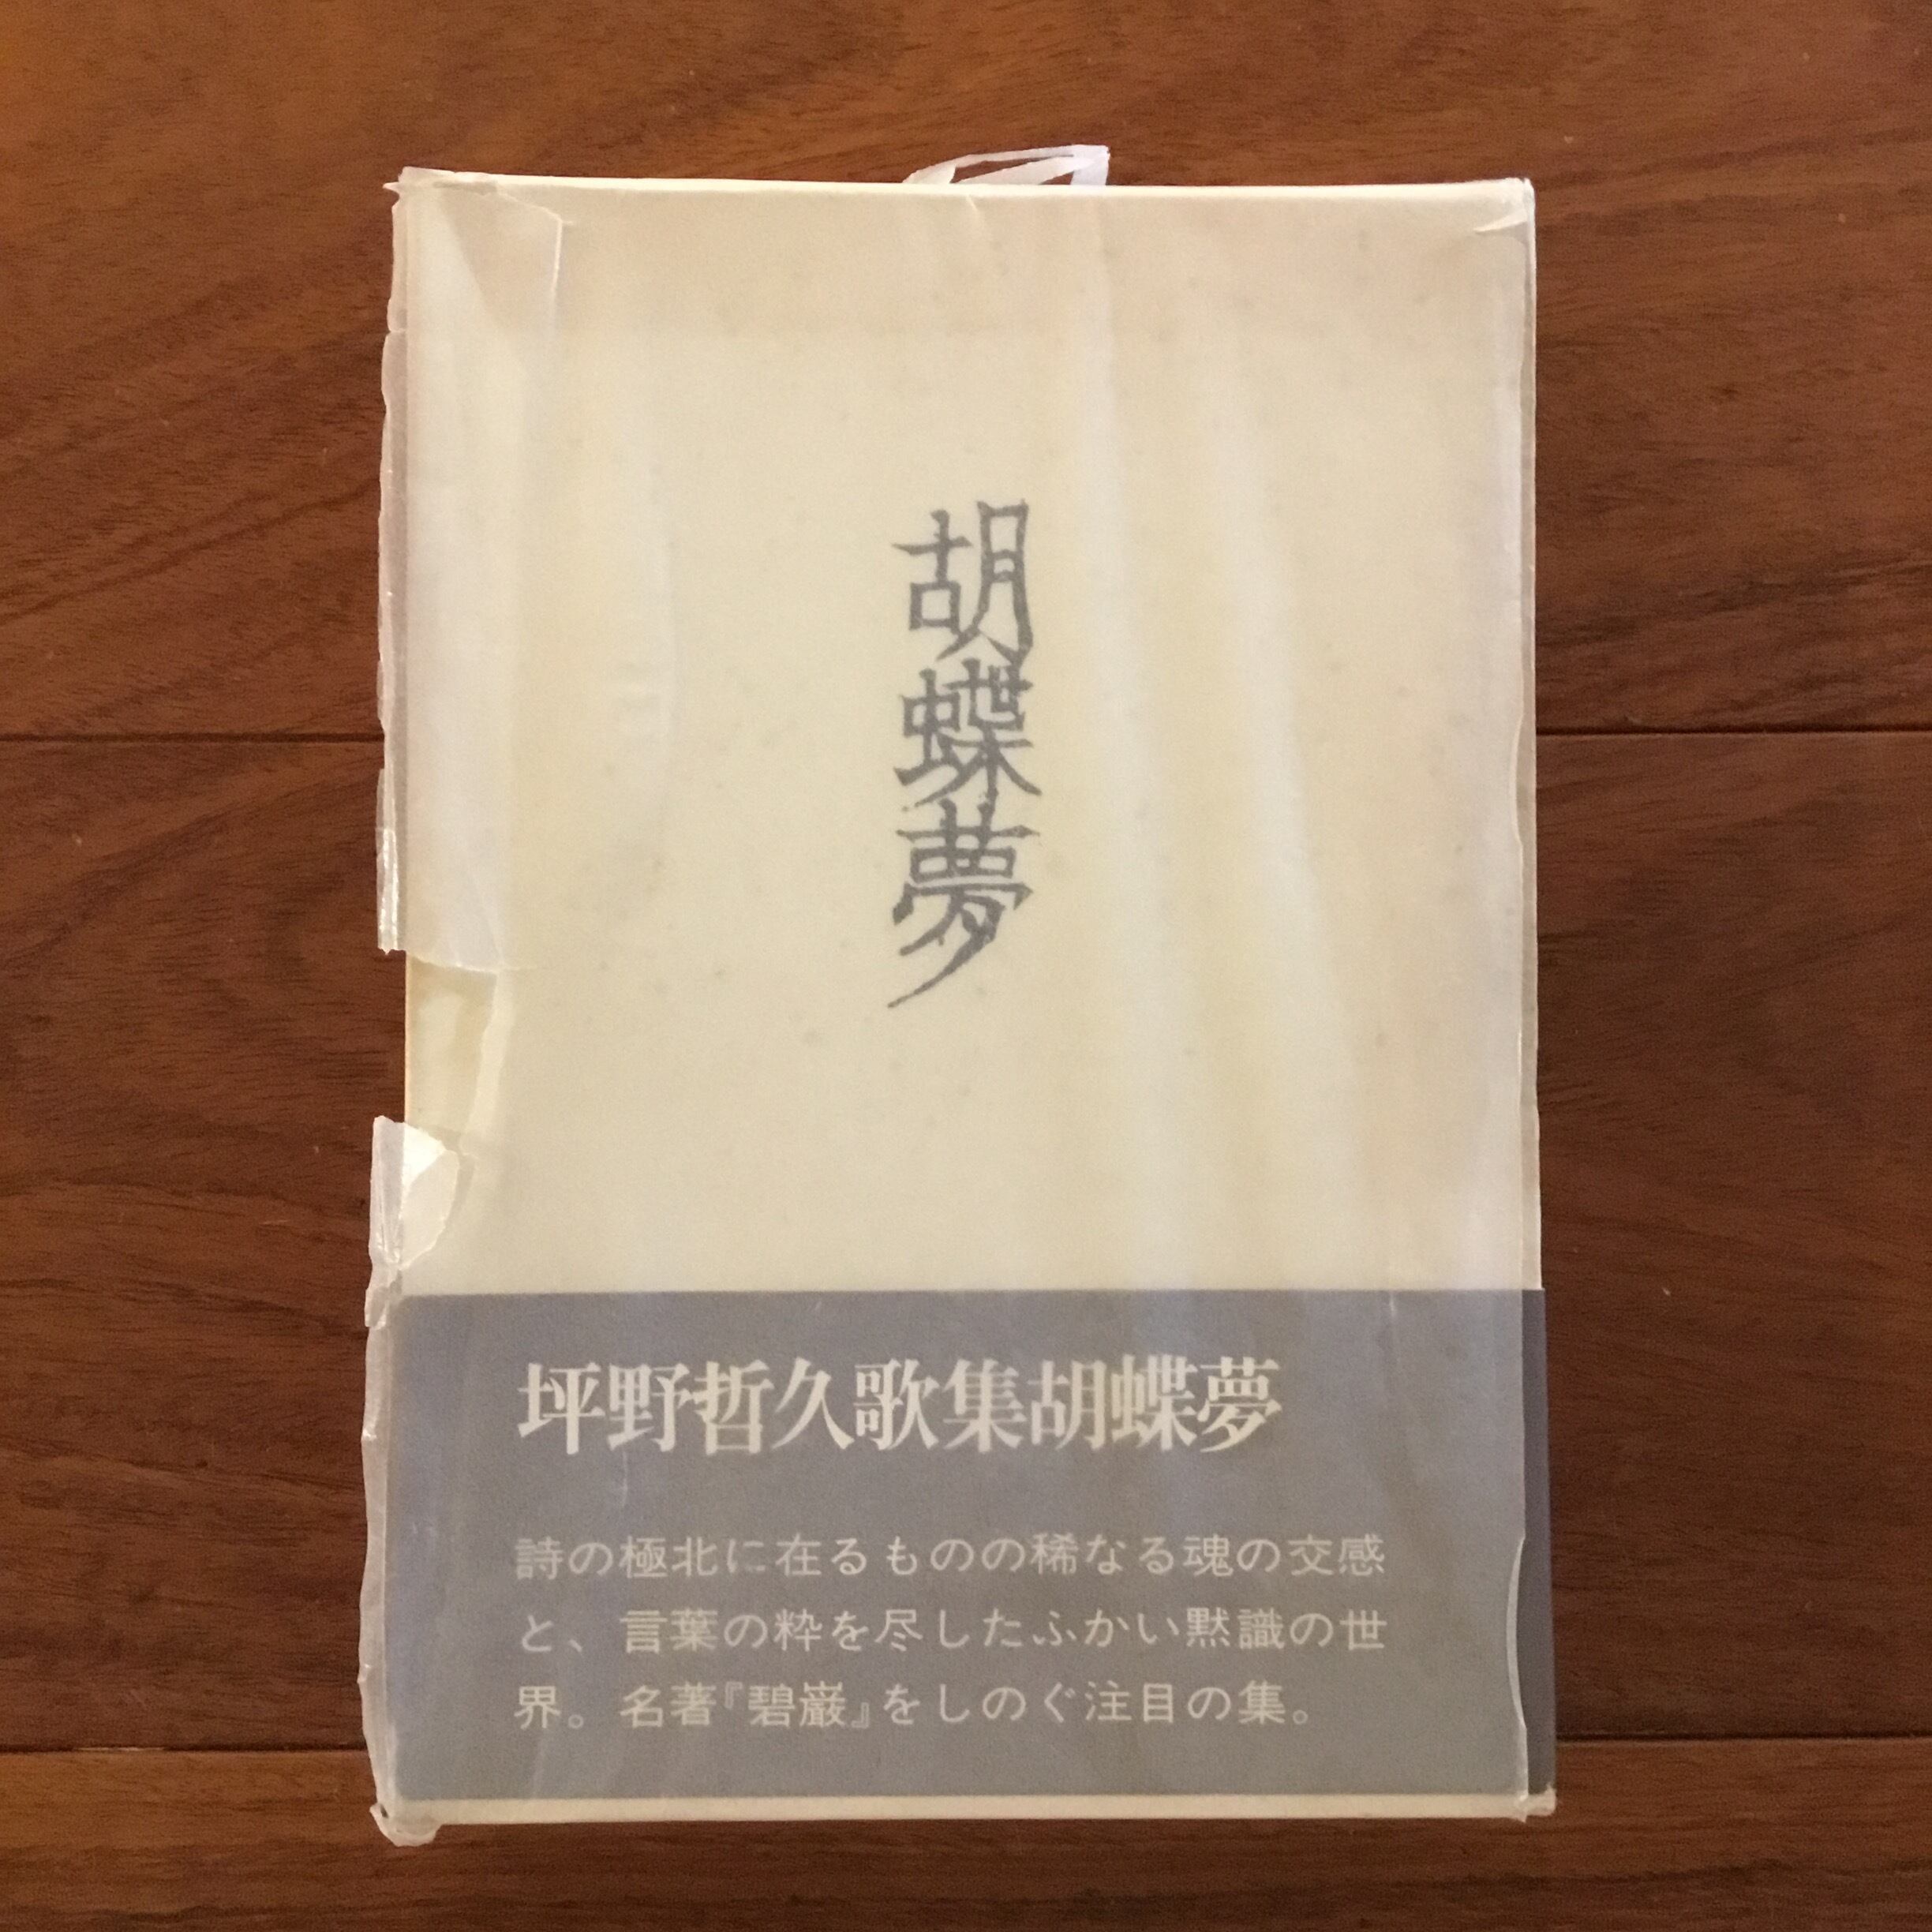 胡蝶夢
坪野哲久歌集胡蝶夢
詩の極北に在るものの稀なる魂の交感
と、言葉の粋を尽したふかい黙識の世
界。名著『碧巌』をしのぐ注目の集。